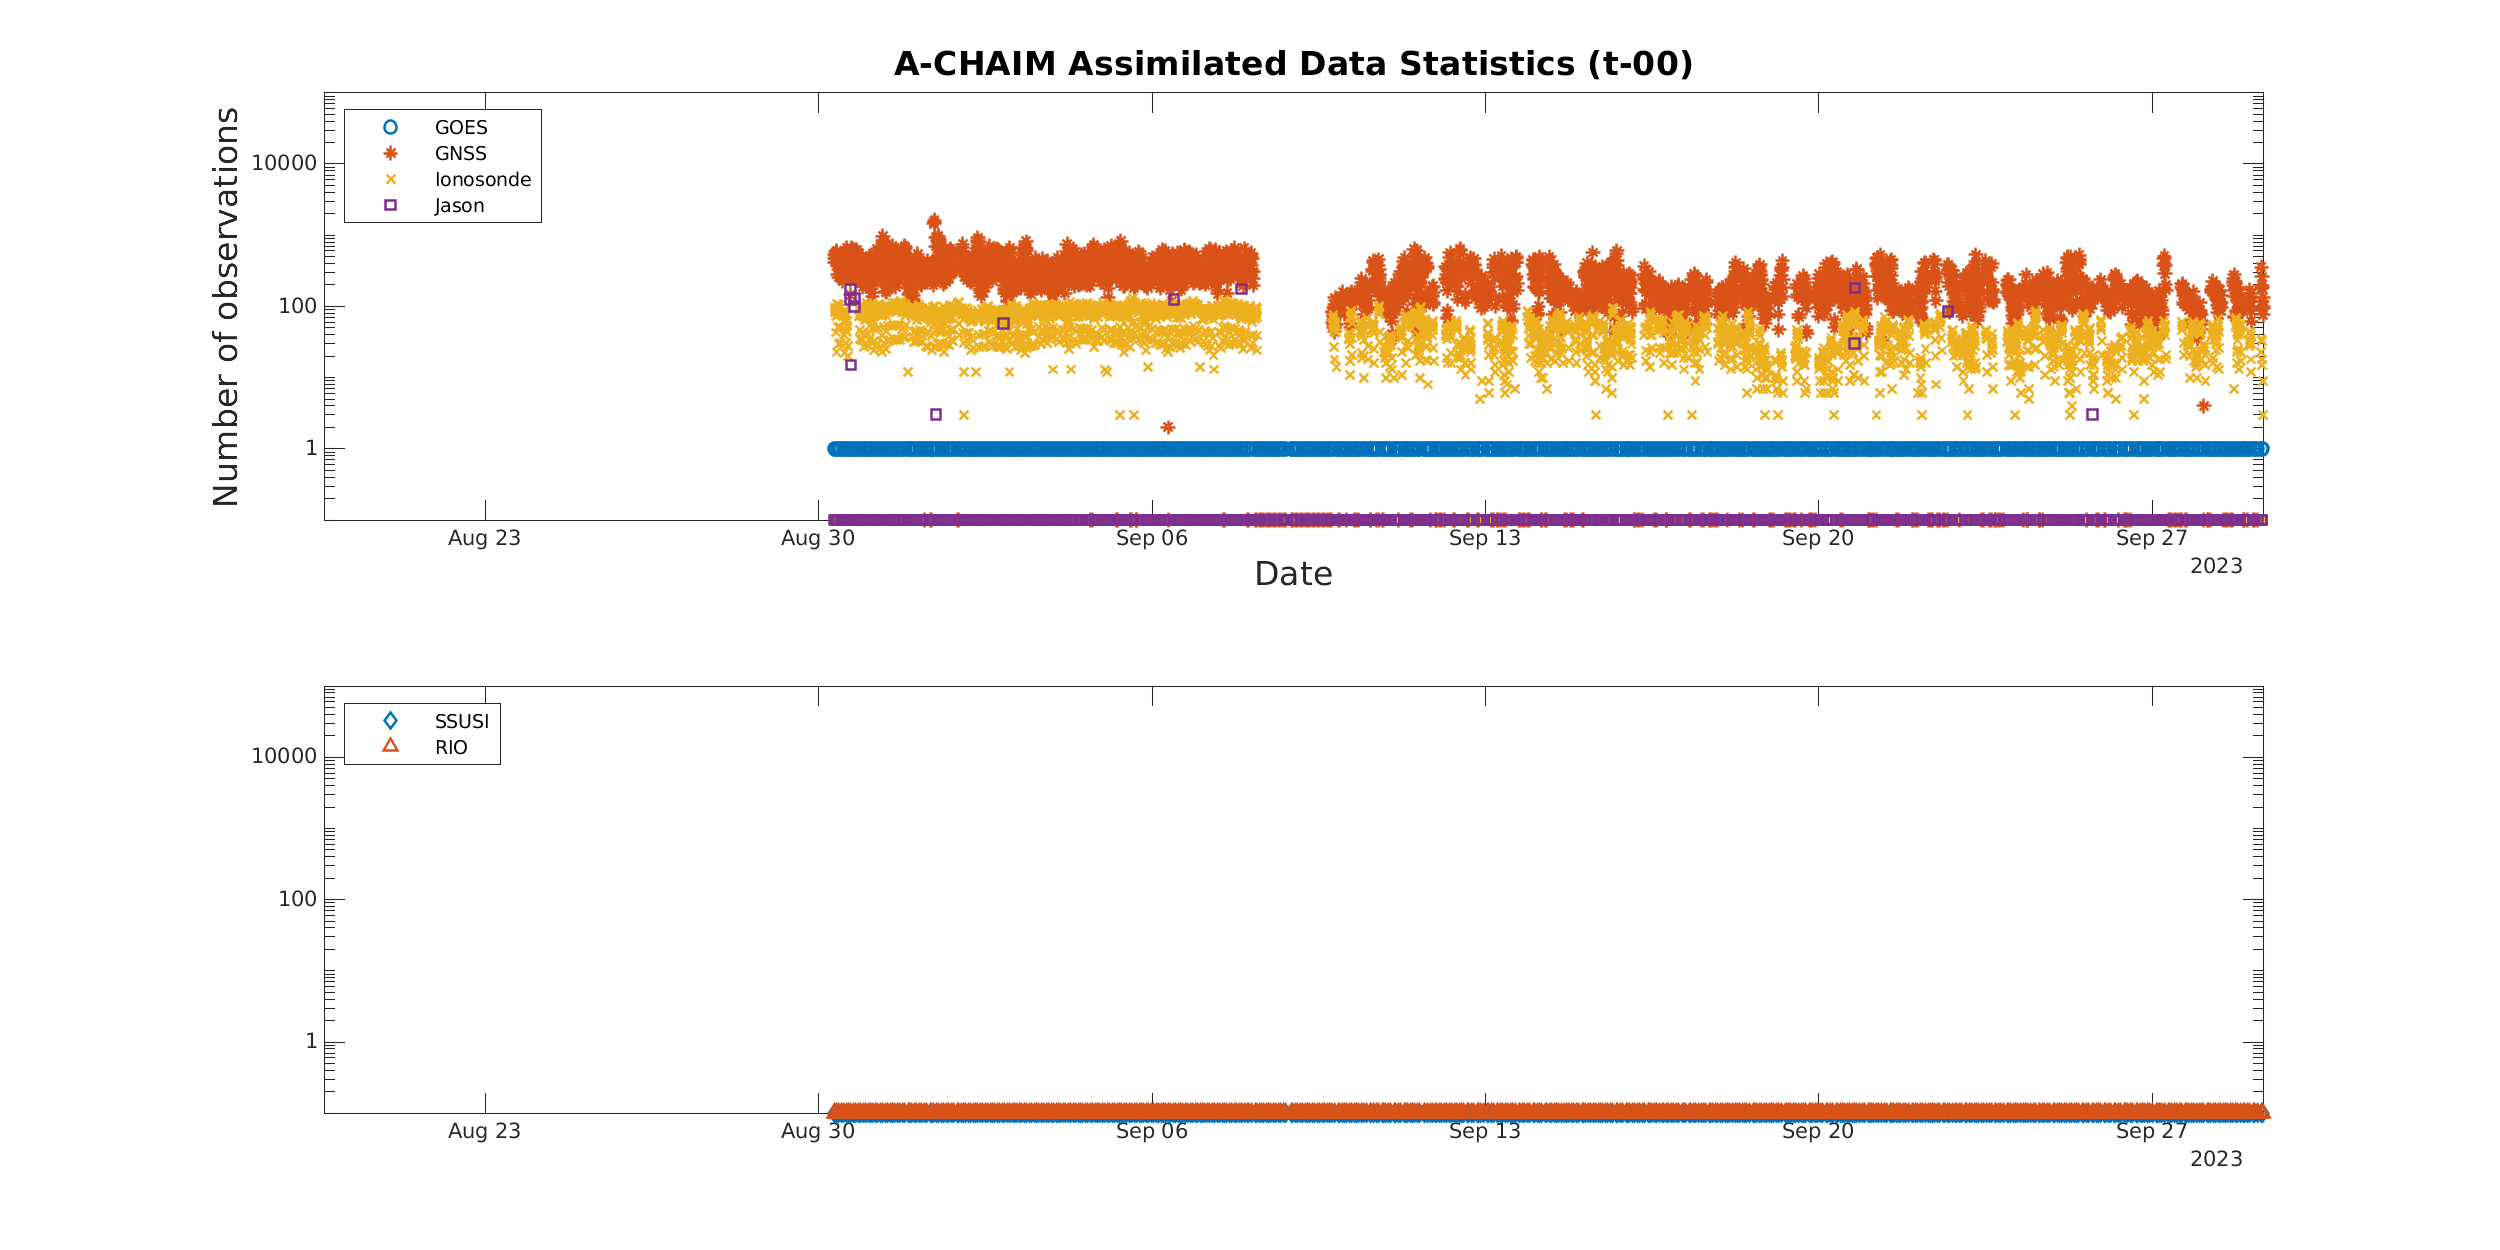 A-CHAIM Assimilated Data Statistics (t-00)
GOES
GNSS
Ionosonde
Jason
Number of observations
10000
100
1
Aug 23
Aug 30
Sep 06
Sep 13
Sep 20
Sep 27
2023
Date
SSUSI
RIO
10000
100
1
Aug 23
Aug 30
Sep 06
Sep 13
Sep 20
Sep 27
2023